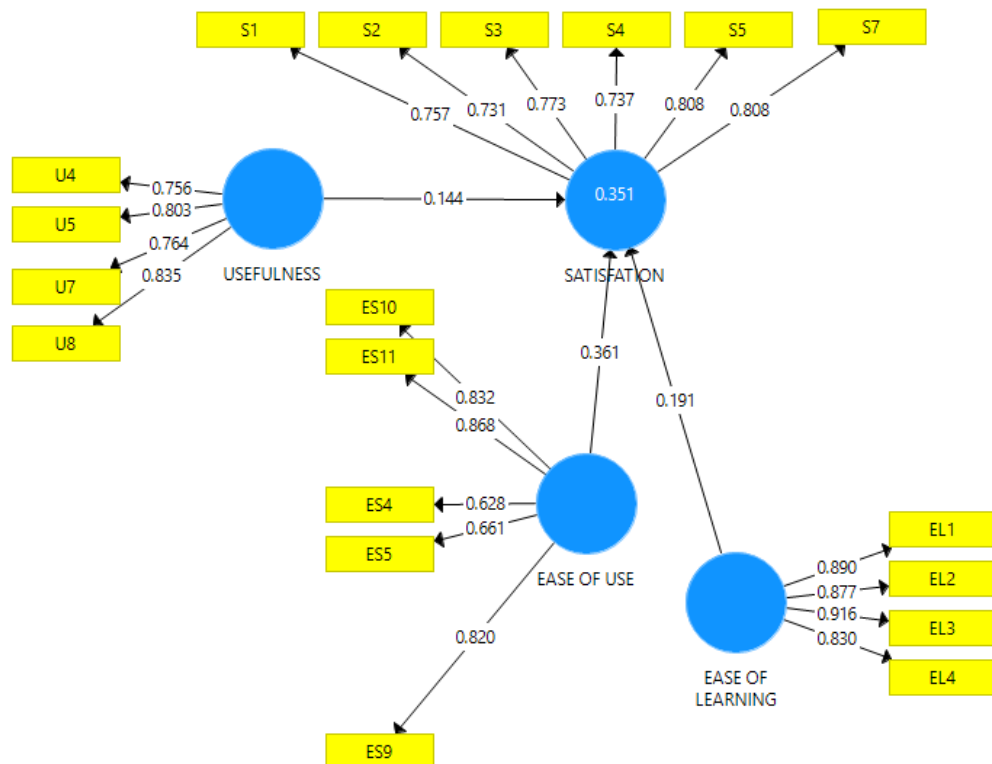 S1
S2
S3
S4
S5
S7
0.757
0.731
0.773
0.737
0.808
0.808
U4
U5
U7
U8
0.756
0.803
0.764
0.835
USEFULNESS
0.144
0.351
SATISFATION
ES10
ES11
ES4
ES5
ES9
0.832
0.868
0.628
0.661
0.820
EASE OF USE
0.361
0.191
EASE OF
LEARNING
0.890
0.877
0.916
0.830
EL1
EL2
EL3
EL4